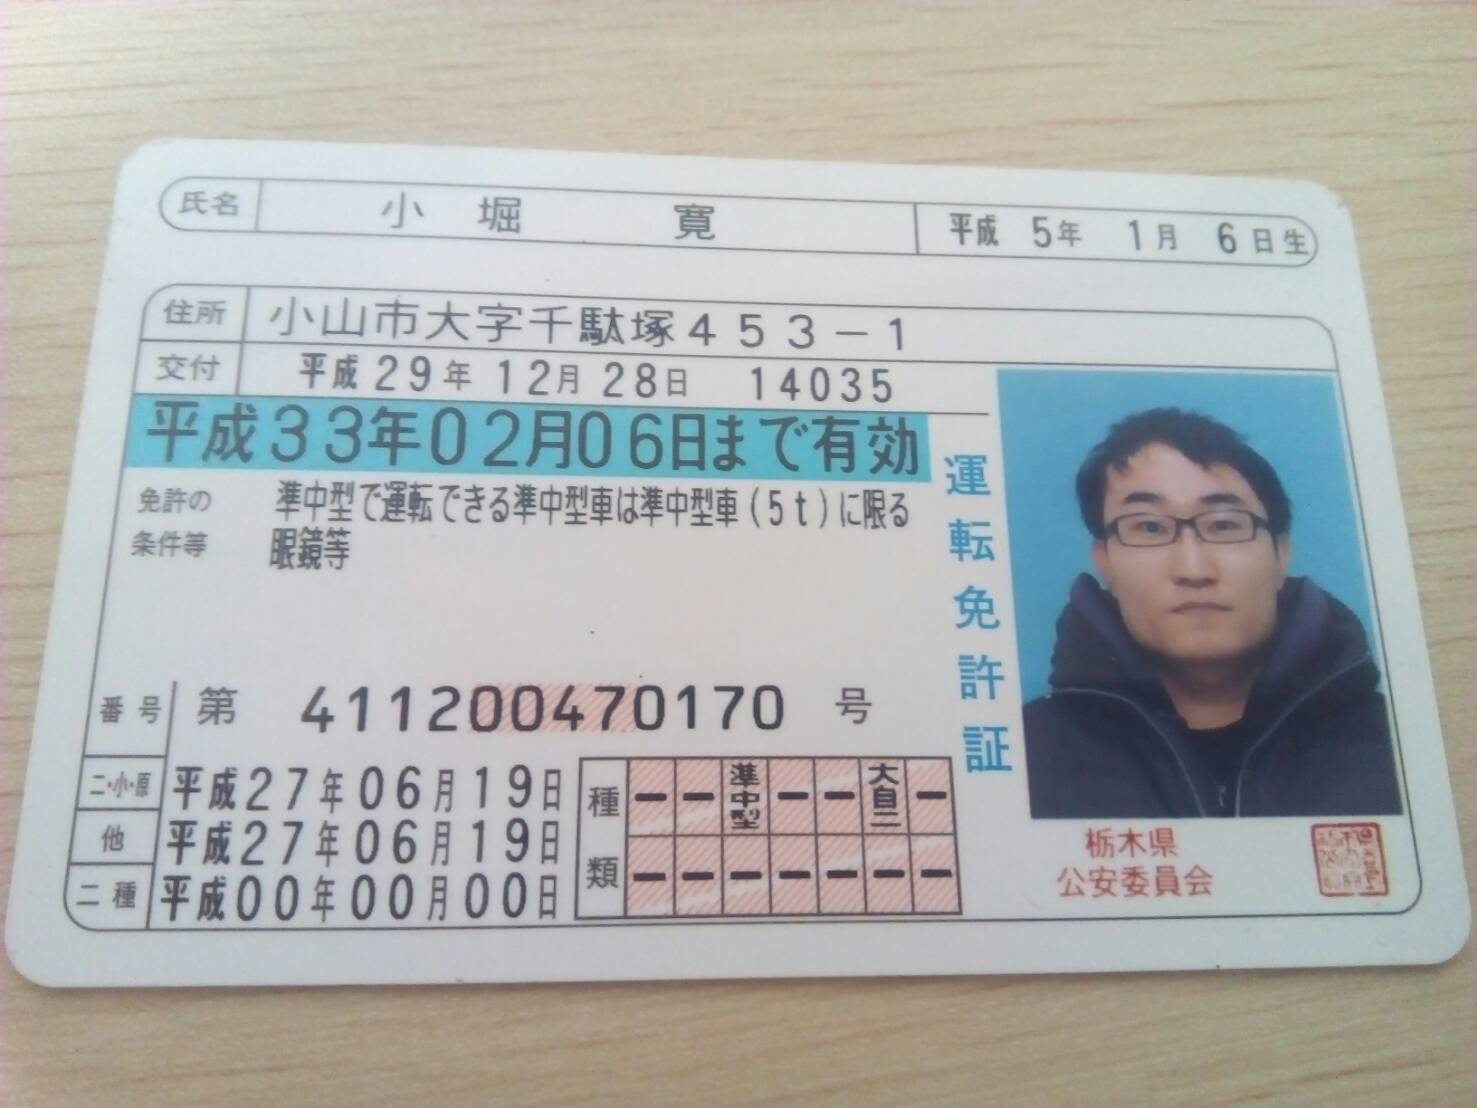 氏名 小堀 寛 平成 5年 1月 6日生
住所 小山市大字千駄塚453-1
交付 平成29年12月28日 14035
平成33年02月06日まで有効
免許の 準中型で運転できる準中型車は準中型車(5t)に限る
条件等 眼鏡等
運転免許証
番号 第 411200470170 号
二・小・原 平成27年06月19日
他 平成27年06月19日
二種 平成00年00月00日
種類 ー ー 準中型 ー ー 大自二 ー
ー ー ー ー ー ー ー
栃木県
公安委員会